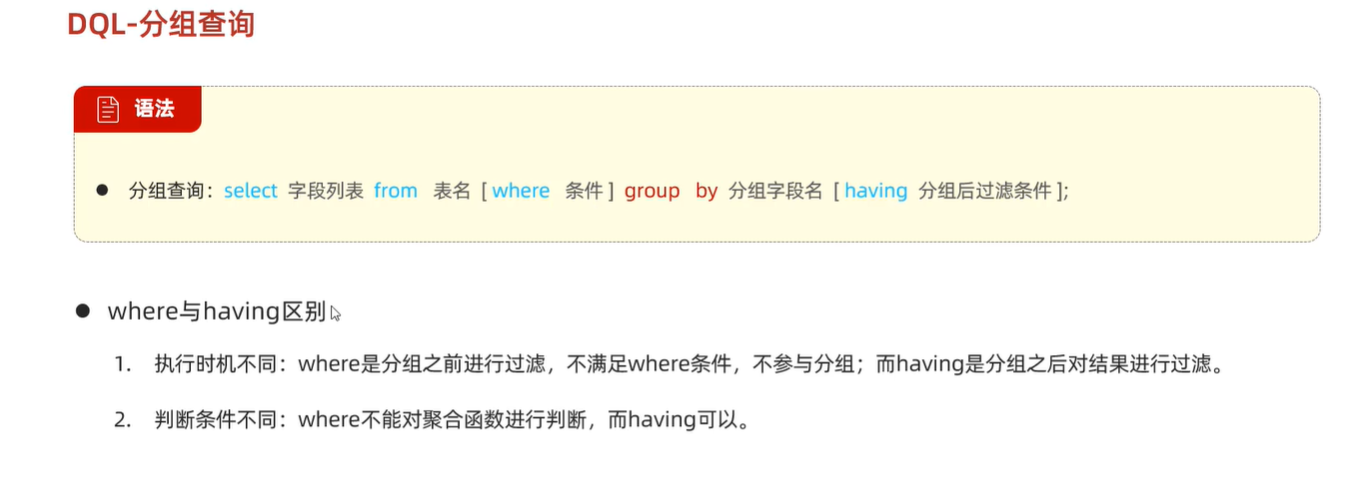 DQL-分组查询
语法
● 分组查询：select 字段列表 from 表名 [ where 条件 ] group by 分组字段名 [ having 分组后过滤条件 ];
● where与having区别
1. 执行时机不同：where是分组之前进行过滤，不满足where条件，不参与分组；而having是分组之后对结果进行过滤。
2. 判断条件不同：where不能对聚合函数进行判断，而having可以。